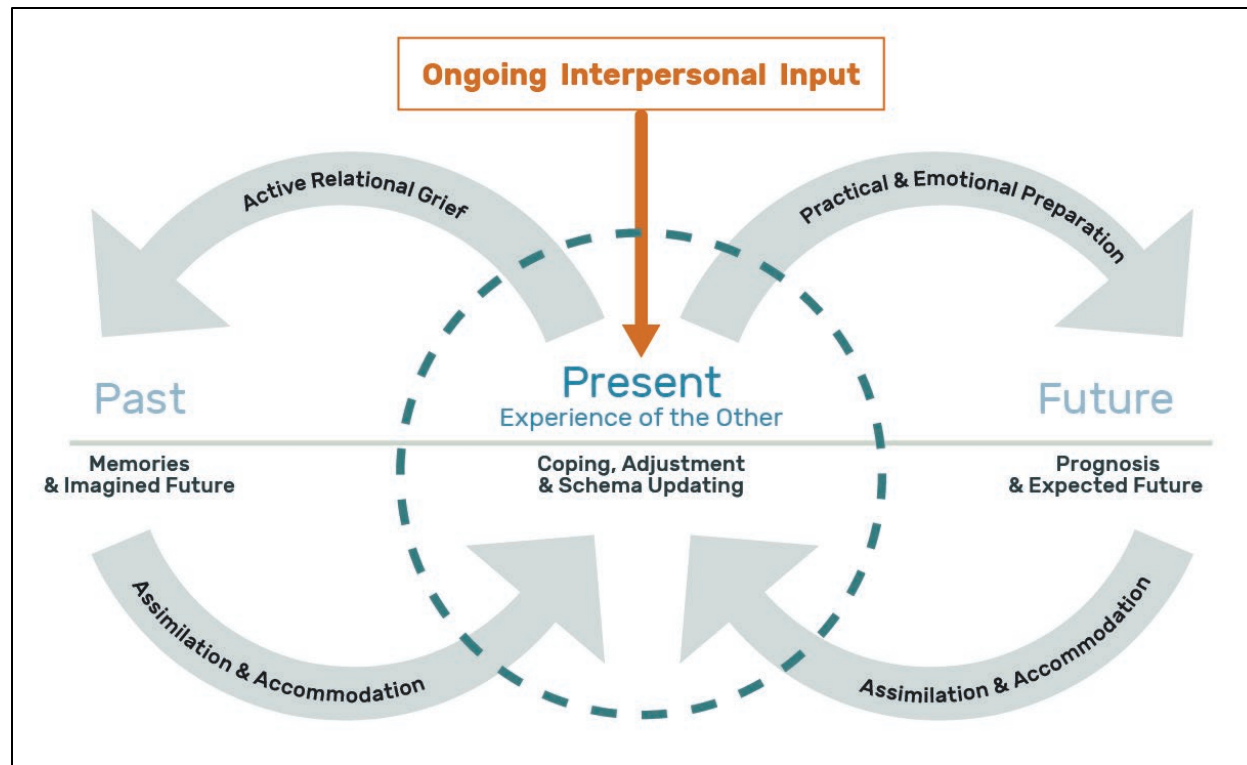 Ongoing Interpersonal Input
Active Relational Grief
Practical & Emotional Preparation
Past
Present
Experience of the Other
Future
Memories
& Imagined Future
Coping, Adjustment
& Schema Updating
Prognosis
& Expected Future
Assimilation & Accommodation
Assimilation & Accommodation